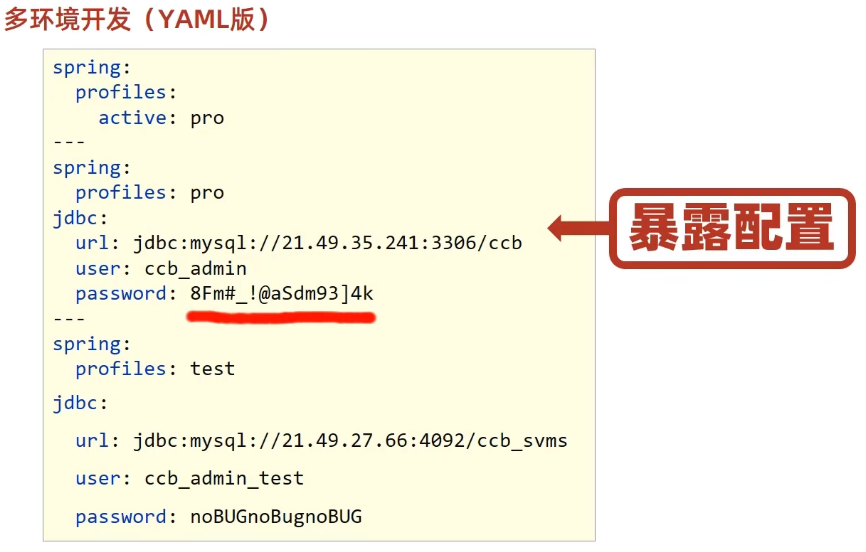 多环境开发（YAML版）
spring:
  profiles:
    active: pro
---
spring:
  profiles: pro
jdbc:
  url: jdbc:mysql://21.49.35.241:3306/ccb
  user: ccb_admin
  password: 8Fm#_!@aSdm93]4k
---
spring:
  profiles: test
jdbc:
  url: jdbc:mysql://21.49.27.66:4092/ccb_svms
  user: ccb_admin_test
  password: noBUGnoBugnoBUG
暴露配置